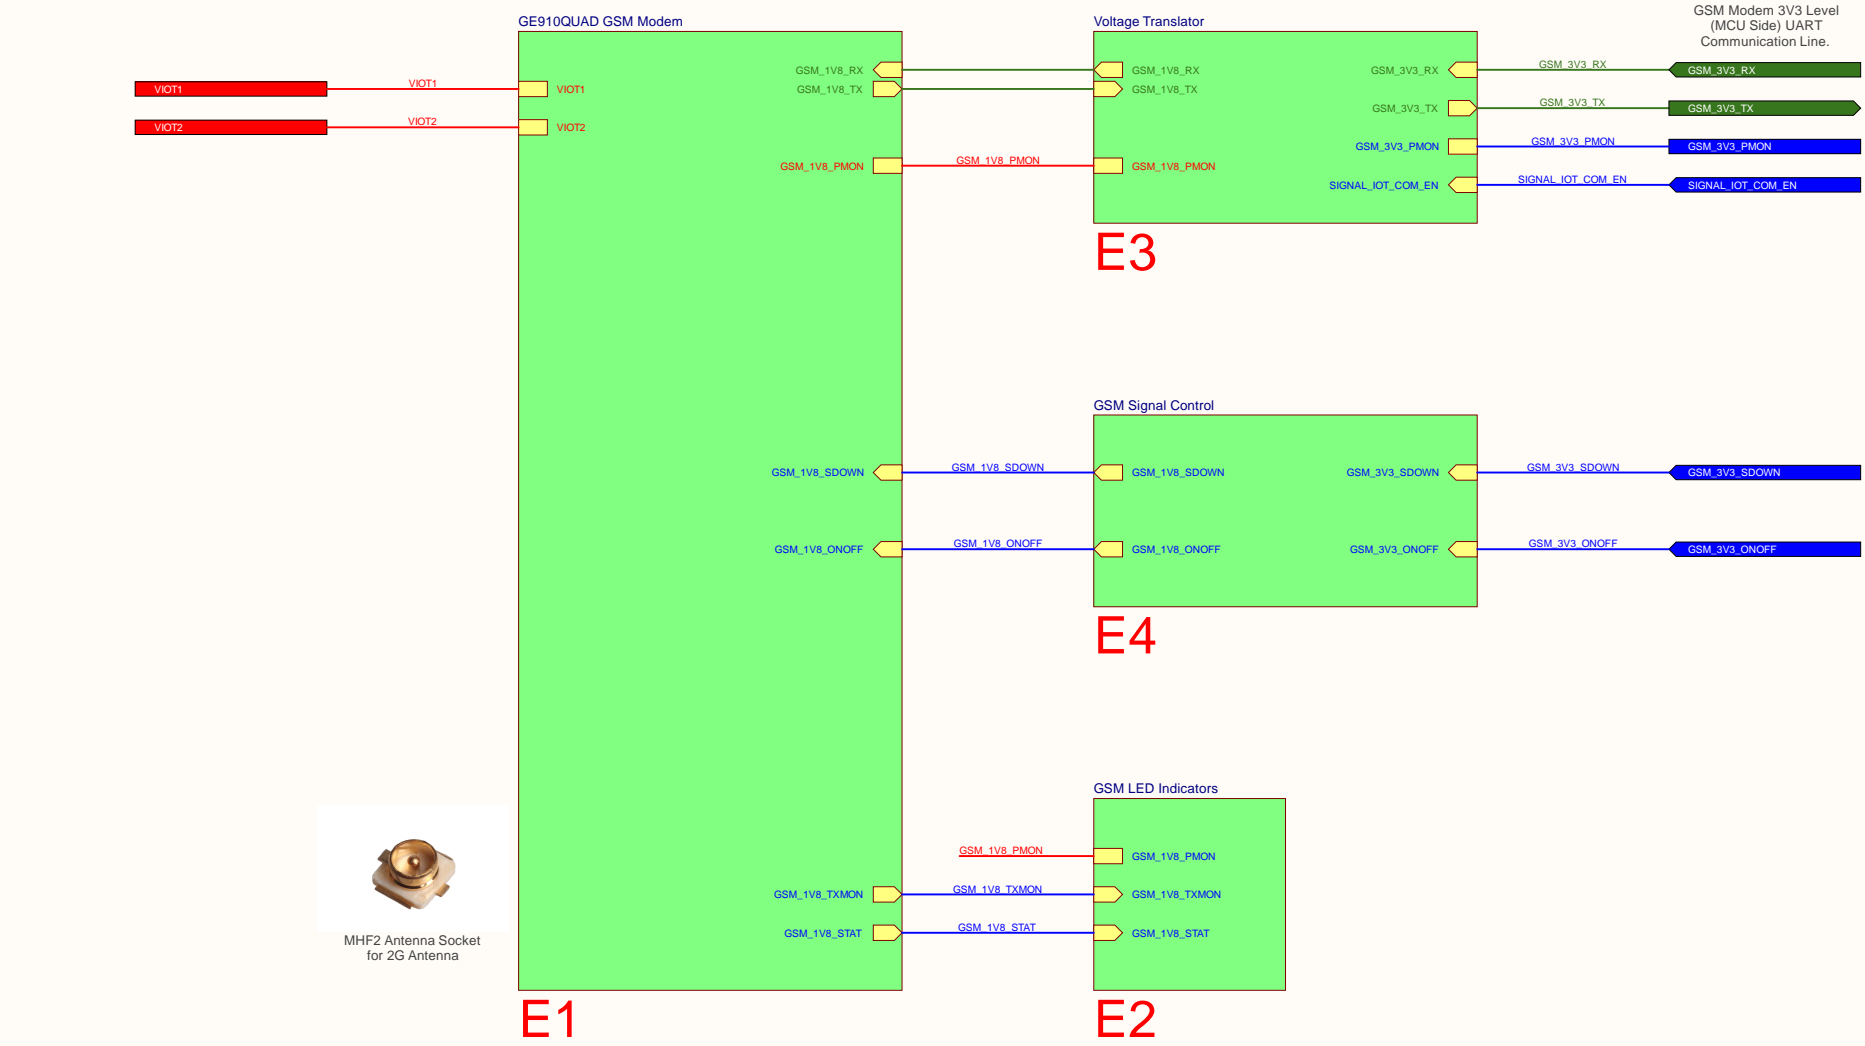 GE910QUAD GSM Modem
VIOT1
VIOT1
VIOT1
VIOT2
VIOT2
VIOT2
GSM_1V8_RX
GSM_1V8_TX
GSM_1V8_PMON
GSM_1V8_SDOWN
GSM_1V8_ONOFF
GSM_1V8_TXMON
GSM_1V8_STAT
E1
MHF2 Antenna Socket
for 2G Antenna
GSM_1V8_PMON
GSM_1V8_SDOWN
GSM_1V8_ONOFF
GSM_1V8_PMON
GSM_1V8_TXMON
GSM_1V8_STAT
Voltage Translator
GSM_1V8_RX
GSM_1V8_TX
GSM_1V8_PMON
GSM_3V3_RX
GSM_3V3_TX
GSM_3V3_PMON
SIGNAL_IOT_COM_EN
E3
GSM_3V3_RX
GSM_3V3_TX
GSM_3V3_PMON
SIGNAL_IOT_COM_EN
GSM Modem 3V3 Level
(MCU Side) UART
Communication Line.
GSM_3V3_RX
GSM_3V3_TX
GSM_3V3_PMON
SIGNAL_IOT_COM_EN
GSM Signal Control
GSM_1V8_SDOWN
GSM_1V8_ONOFF
GSM_3V3_SDOWN
GSM_3V3_ONOFF
E4
GSM_3V3_SDOWN
GSM_3V3_ONOFF
GSM_3V3_SDOWN
GSM_3V3_ONOFF
GSM LED Indicators
GSM_1V8_PMON
GSM_1V8_TXMON
GSM_1V8_STAT
E2